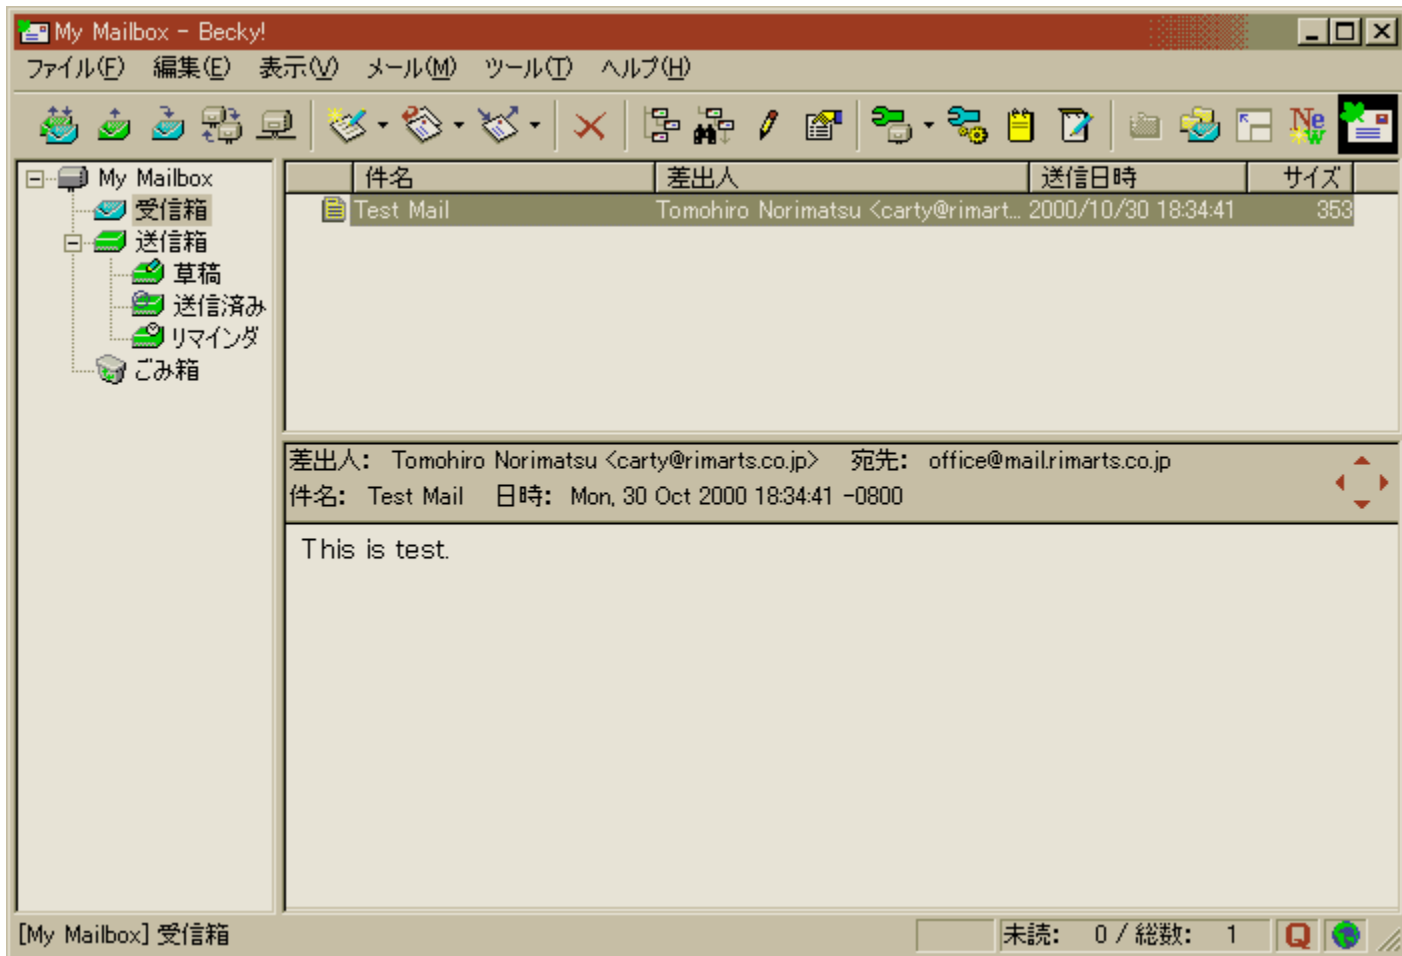 My Mailbox - Becky!
ファイル(F) 編集(E) 表示(V) メール(M) ツール(T) ヘルプ(H)
New
My Mailbox
受信箱
送信箱
草稿
送信済み
リマインダ
ごみ箱
件名 差出人 送信日時 サイズ
Test Mail Tomohiro Norimatsu <carty@rimart... 2000/10/30 18:34:41 353
差出人: Tomohiro Norimatsu <carty@rimarts.co.jp> 宛先: office@mail.rimarts.co.jp
件名: Test Mail 日時: Mon, 30 Oct 2000 18:34:41 -0800
This is test.
[My Mailbox] 受信箱 未読: 0 / 総数: 1 Q